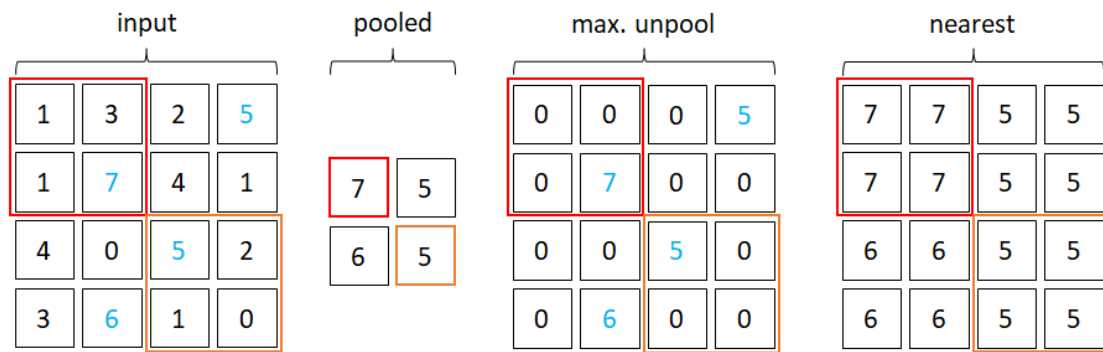 input pooled max. unpool nearest
1 3 2 5 0 0 0 5 7 7 5 5
1 7 4 1 7 5 0 7 0 0 7 7 5 5
4 0 5 2 6 5 0 0 5 0 6 6 5 5
3 6 1 0 0 6 0 0 6 6 5 5